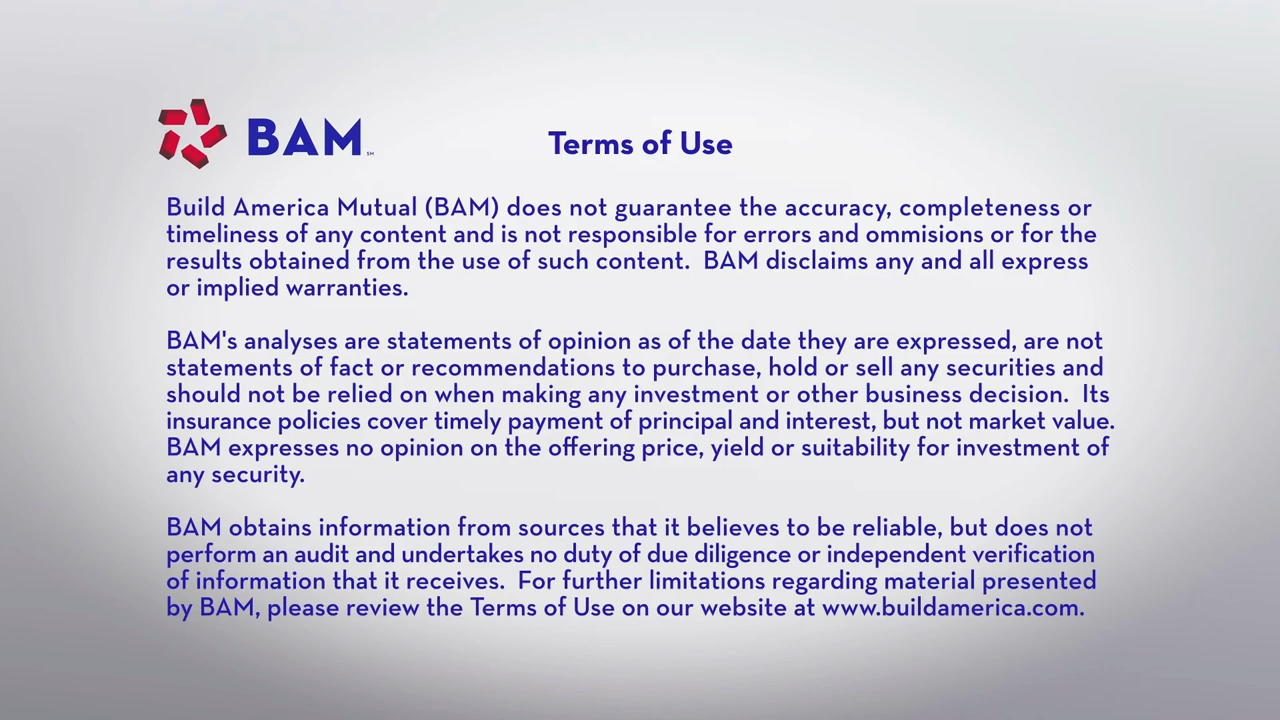 BAM SM
Terms of Use
Build America Mutual (BAM) does not guarantee the accuracy, completeness or
timeliness of any content and is not responsible for errors and ommisions or for the
results obtained from the use of such content.  BAM disclaims any and all express
or implied warranties.
BAM's analyses are statements of opinion as of the date they are expressed, are not
statements of fact or recommendations to purchase, hold or sell any securities and
should not be relied on when making any investment or other business decision.  Its
insurance policies cover timely payment of principal and interest, but not market value.
BAM expresses no opinion on the offering price, yield or suitability for investment of
any security.
BAM obtains information from sources that it believes to be reliable, but does not
perform an audit and undertakes no duty of due diligence or independent verification
of information that it receives.  For further limitations regarding material presented
by BAM, please review the Terms of Use on our website at www.buildamerica.com.